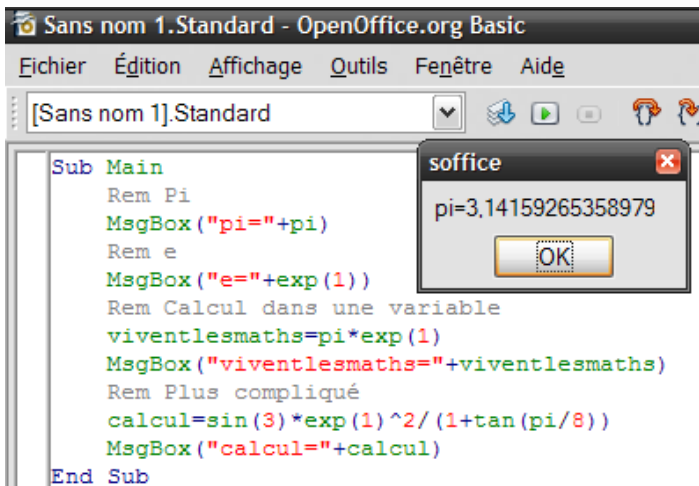 Sans nom 1.Standard - OpenOffice.org Basic
Fichier Édition Affichage Outils Fenêtre Aide
[Sans nom 1].Standard
soffice
pi=3,14159265358979
OK
Sub Main
Rem Pi
MsgBox("pi="+pi)
Rem e
MsgBox("e="+exp(1))
Rem Calcul dans une variable
viventlesmaths=pi*exp(1)
MsgBox("viventlesmaths="+viventlesmaths)
Rem Plus compliqué
calcul=sin(3)*exp(1)^2/(1+tan(pi/8))
MsgBox("calcul="+calcul)
End Sub